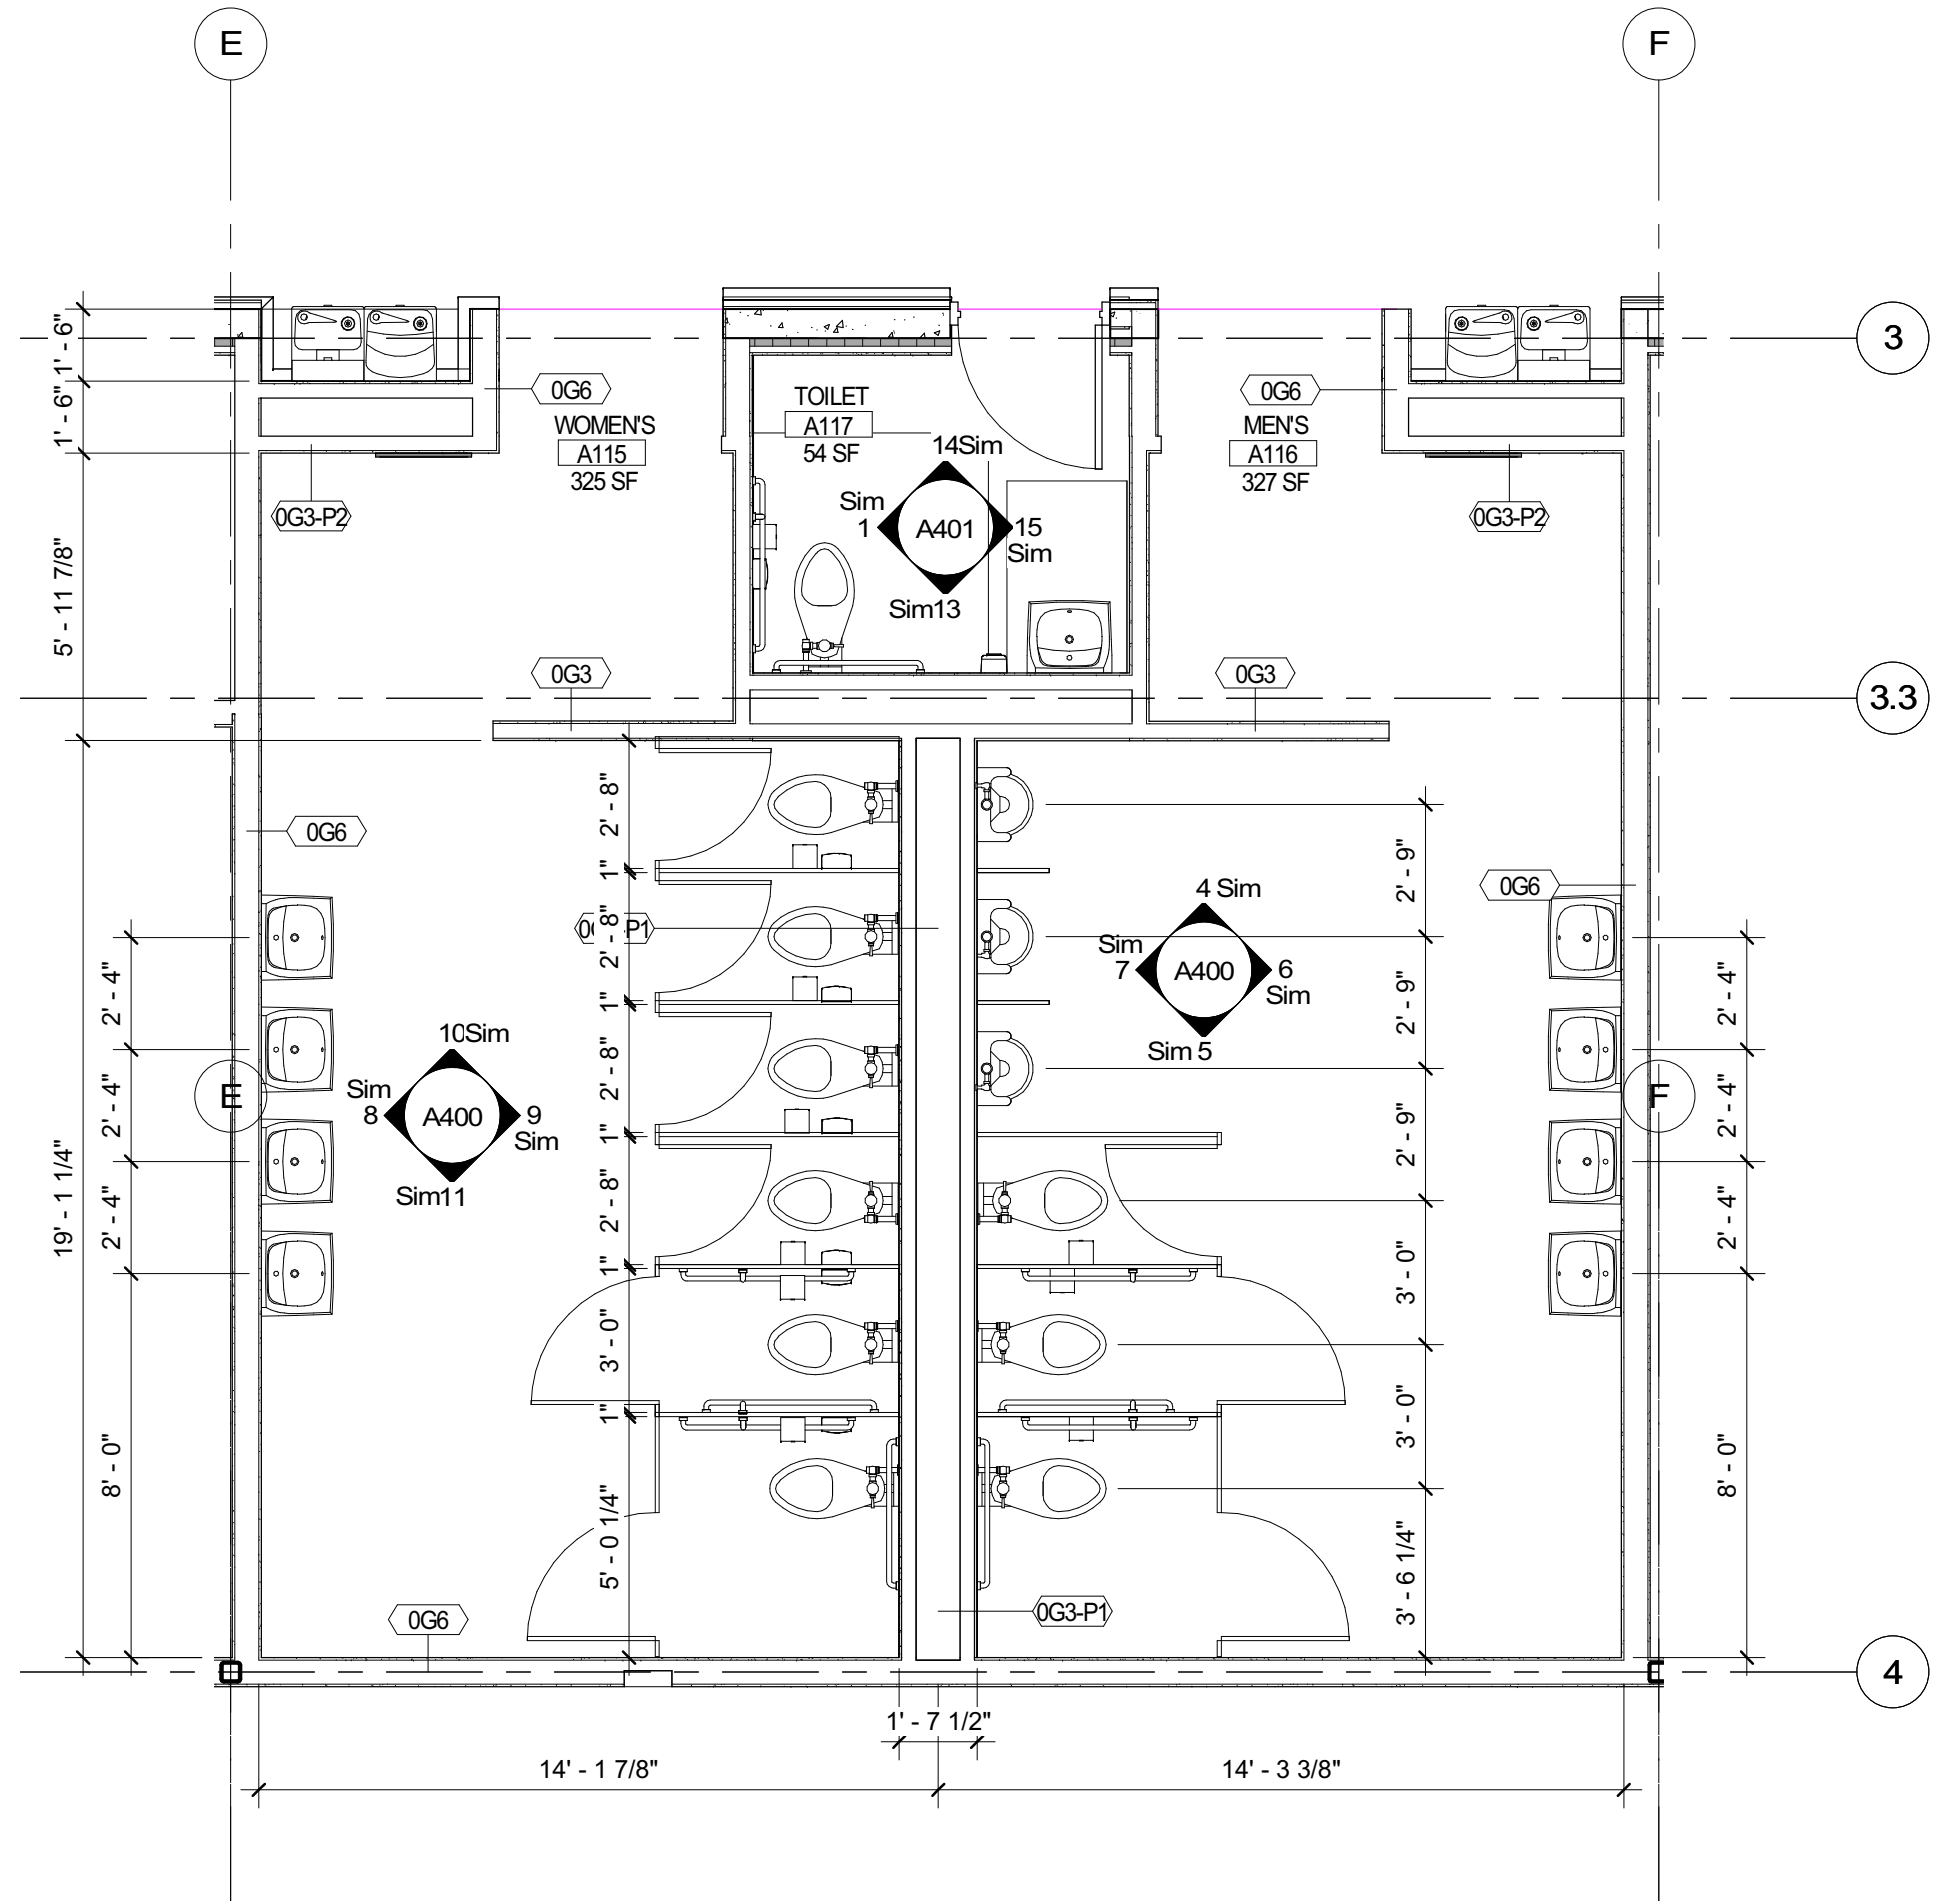 E
F
3
1' - 6"
1' - 6"
0G6
WOMEN'S
A115
325 SF
TOILET
A117
54 SF
0G6
MEN'S
A116
327 SF
14Sim
Sim
1
A401
15
Sim
Sim13
0G3-P2
0G3-P2
5' - 11 7/8"
0G3
0G3
3.3
2' - 8"
1"
2' - 8"
1"
2' - 8"
1"
2' - 8"
1"
3' - 0"
1"
5' - 0 1/4"
0G6
P1
2' - 9"
2' - 9"
2' - 9"
3' - 0"
3' - 0"
3' - 6 1/4"
4 Sim
Sim
7
A400
6
Sim
Sim 5
0G6
10Sim
Sim
8
A400
9
Sim
Sim11
E
F
2' - 4"
2' - 4"
2' - 4"
8' - 0"
19' - 1 1/4"
2' - 4"
2' - 4"
2' - 4"
8' - 0"
0G6
0G3-P1
4
1' - 7 1/2"
14' - 1 7/8"
14' - 3 3/8"